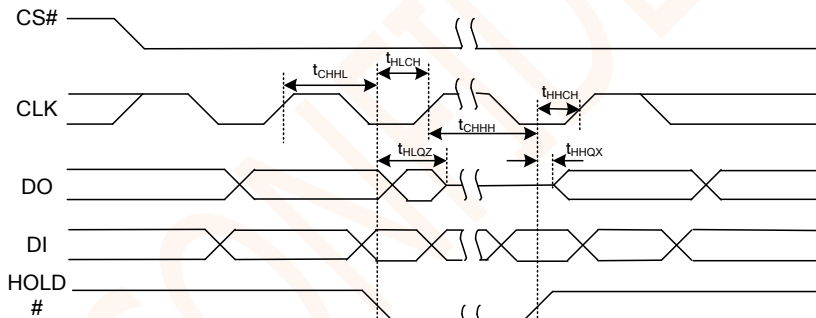 CS#
tCHHL
tHLCH
tHHCH
CLK
tCHHH
tHLQZ
tHHQX
DO
DI
HOLD
#